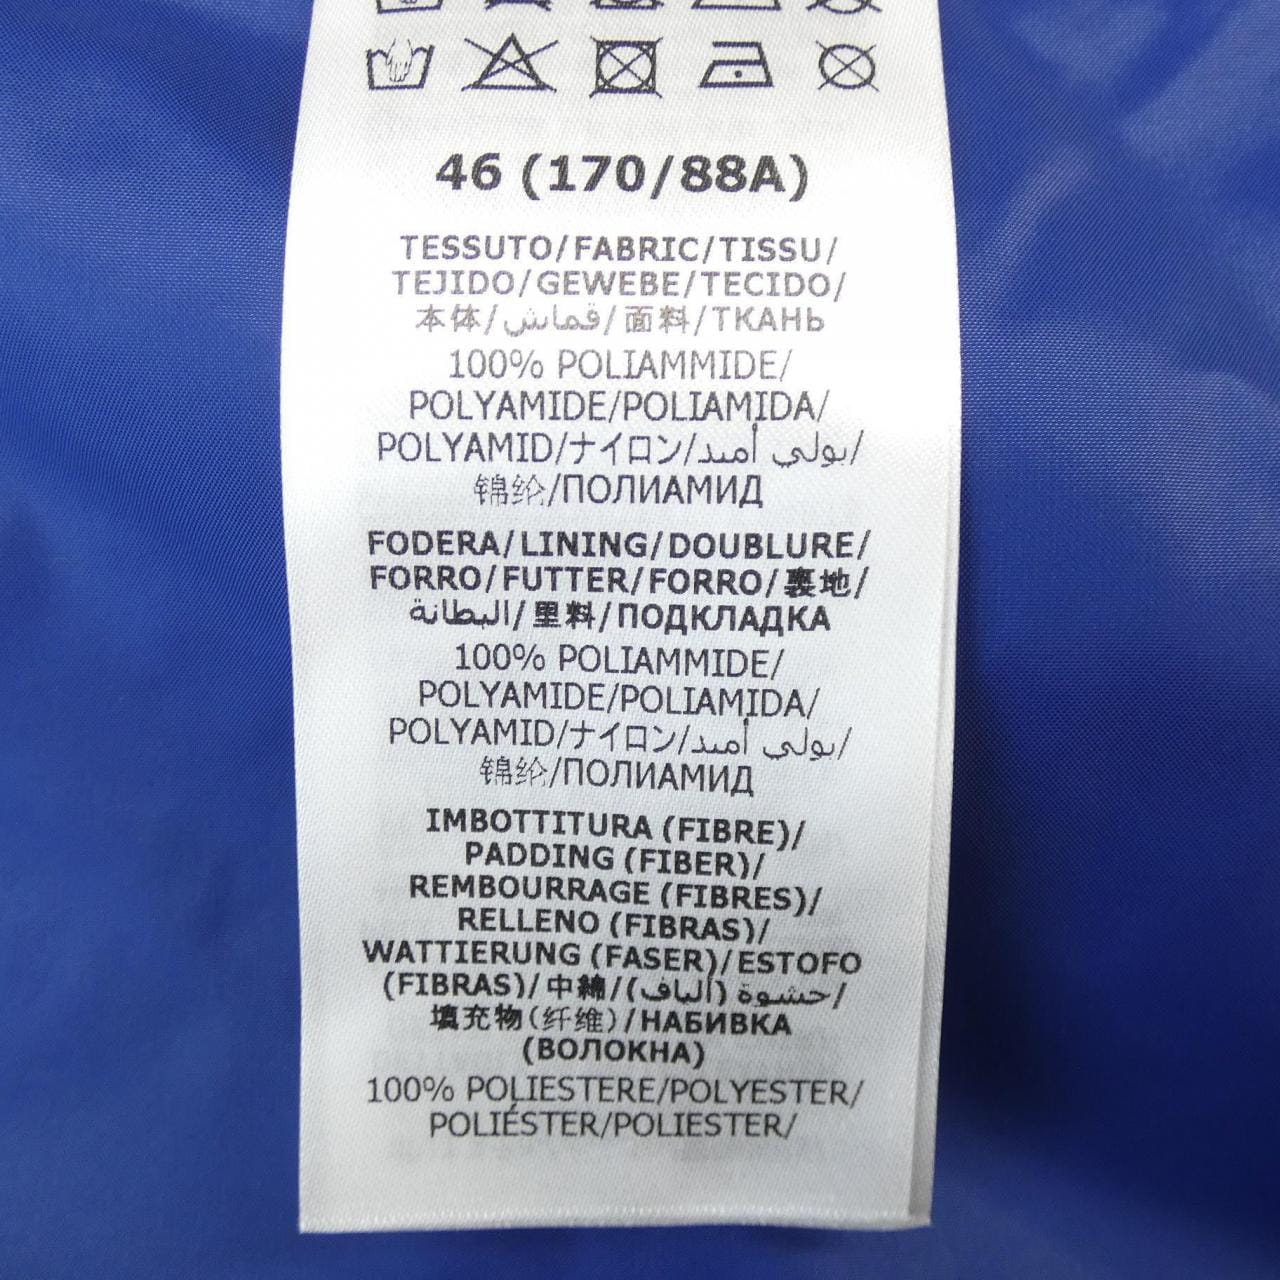 46 (170/88A)
TESSUTO/FABRIC/TISSU/
TEJIDO/GEWEBE/TECIDO/
本体/قماش/面料/ТКАНЬ
100% POLIAMMIDE/
POLYAMIDE/POLIAMIDA/
POLYAMID/ナイロン/بولي أميد/
锦纶/ПОЛИАМИД
FODERA/LINING/DOUBLURE/
FORRO/FUTTER/FORRO/裏地/
البطانة/里料/ПОДКЛАДКА
100% POLIAMMIDE/
POLYAMIDE/POLIAMIDA/
POLYAMID/ナイロン/بولي أميد/
锦纶/ПОЛИАМИД
IMBOTTITURA (FIBRE)/
PADDING (FIBER)/
REMBOURRAGE (FIBRES)/
RELLENO (FIBRAS)/
WATTIERUNG (FASER)/ESTOFO
(FIBRAS)/中綿/حشوة (ألياف)/
填充物(纤维)/НАБИВКА
(ВОЛОКНА)
100% POLIESTERE/POLYESTER/
POLIÉSTER/POLIESTER/